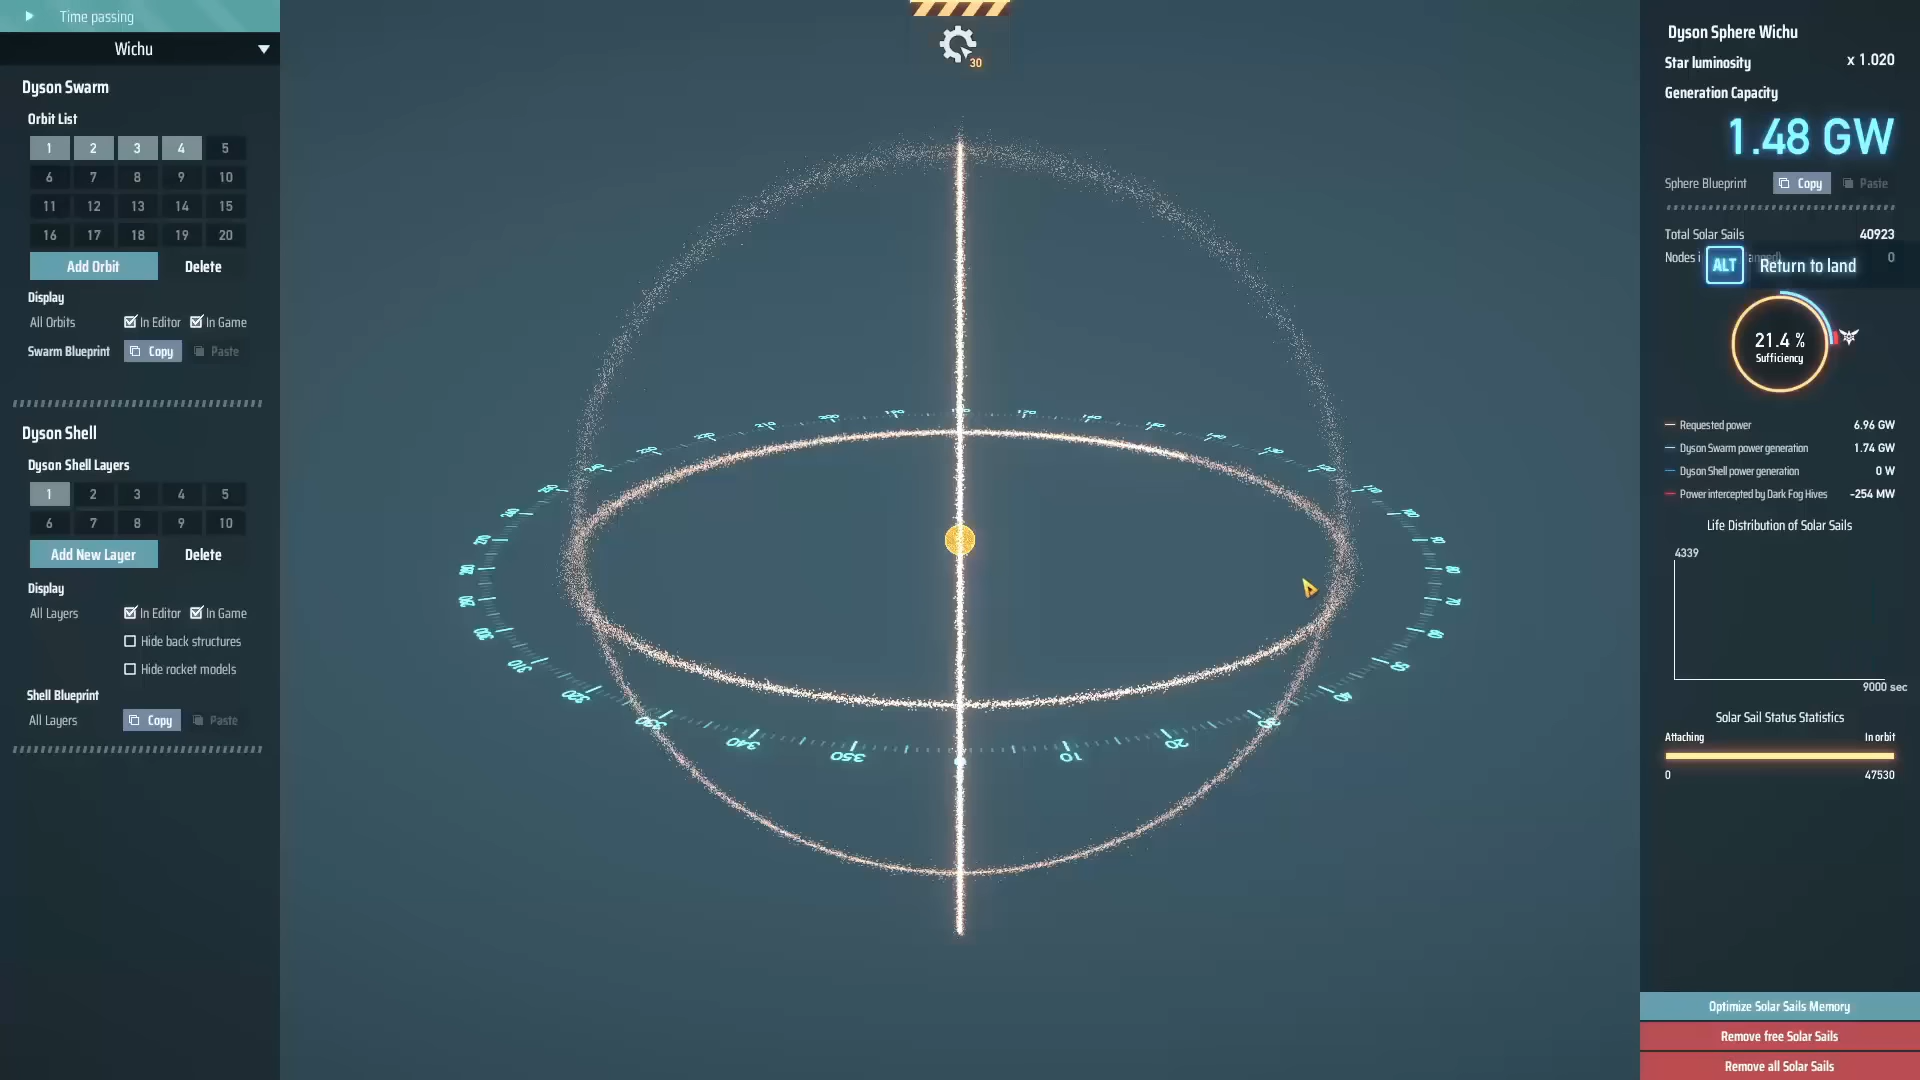 Time passing
Wichu
Dyson Swarm
Orbit List
1 2 3 4 5
6 7 8 9 10
11 12 13 14 15
16 17 18 19 20
Add Orbit Delete
Display
All Orbits In Editor In Game
Swarm Blueprint Copy Paste
Dyson Shell
Dyson Shell Layers
1 2 3 4 5
6 7 8 9 10
Add New Layer Delete
Display
All Layers In Editor In Game
Hide back structures
Hide rocket models
Shell Blueprint
All Layers Copy Paste
30
340
350
10
20
Dyson Sphere Wichu
Star luminosity x 1.020
Generation Capacity
1.48 GW
Sphere Blueprint Copy Paste
Total Solar Sails 40923
Nodes 0
ALT Return to land
21.4 %
Sufficiency
Requested power 6.96 GW
Dyson Swarm power generation 1.74 GW
Dyson Shell power generation 0 W
Power intercepted by Dark Fog Hives -254 MW
Life Distribution of Solar Sails
4339
9000 sec
Solar Sail Status Statistics
Attaching In orbit
0 47530
Optimize Solar Sails Memory
Remove free Solar Sails
Remove all Solar Sails